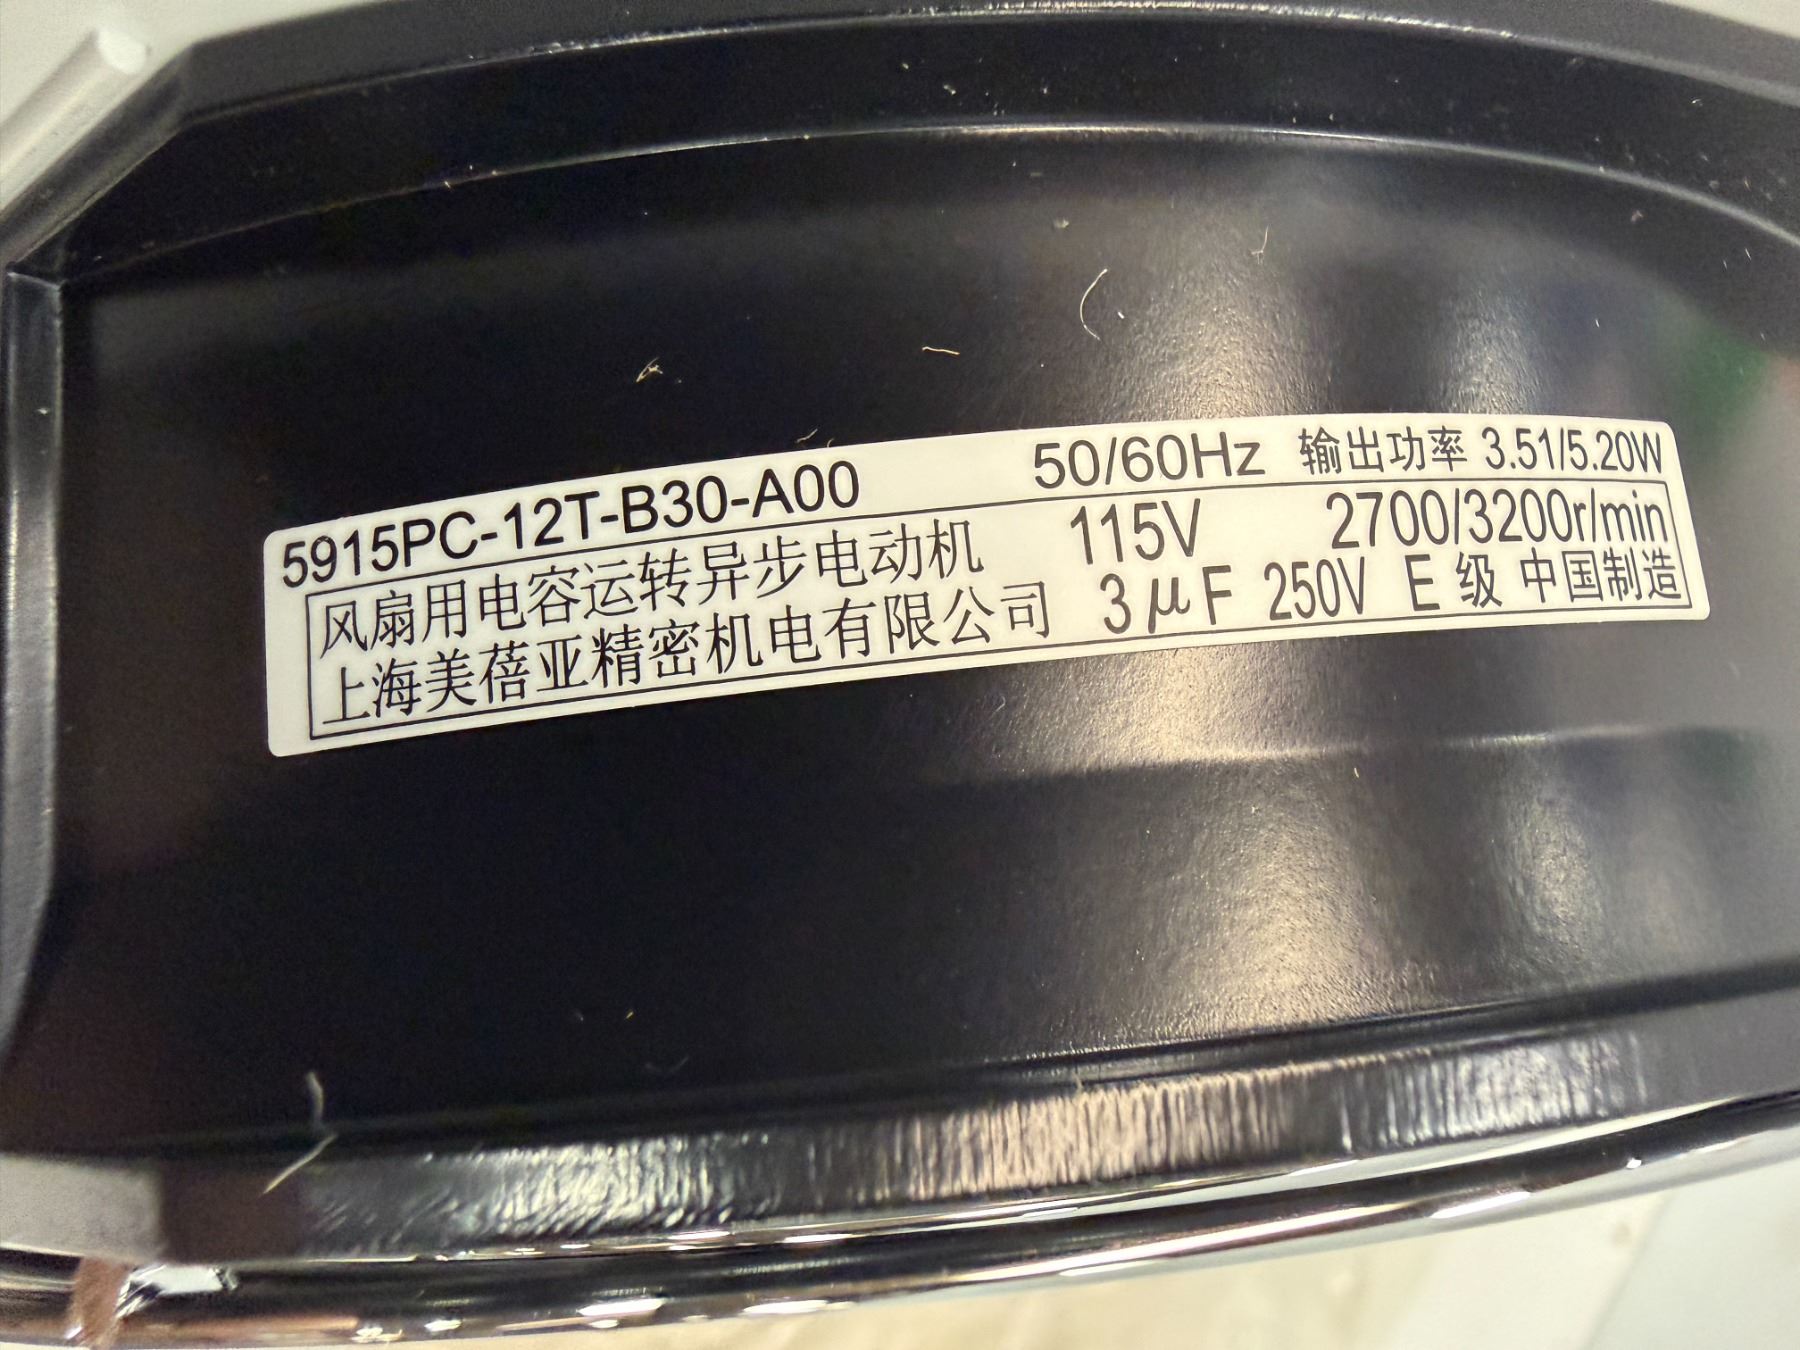 5915PC-12T-B30-A00 50/60Hz 输出功率 3.51/5.20W
风扇用电容运转异步电动机 115V 2700/3200r/min
上海美蓓亚精密机电有限公司 3μF 250V E 级 中国制造